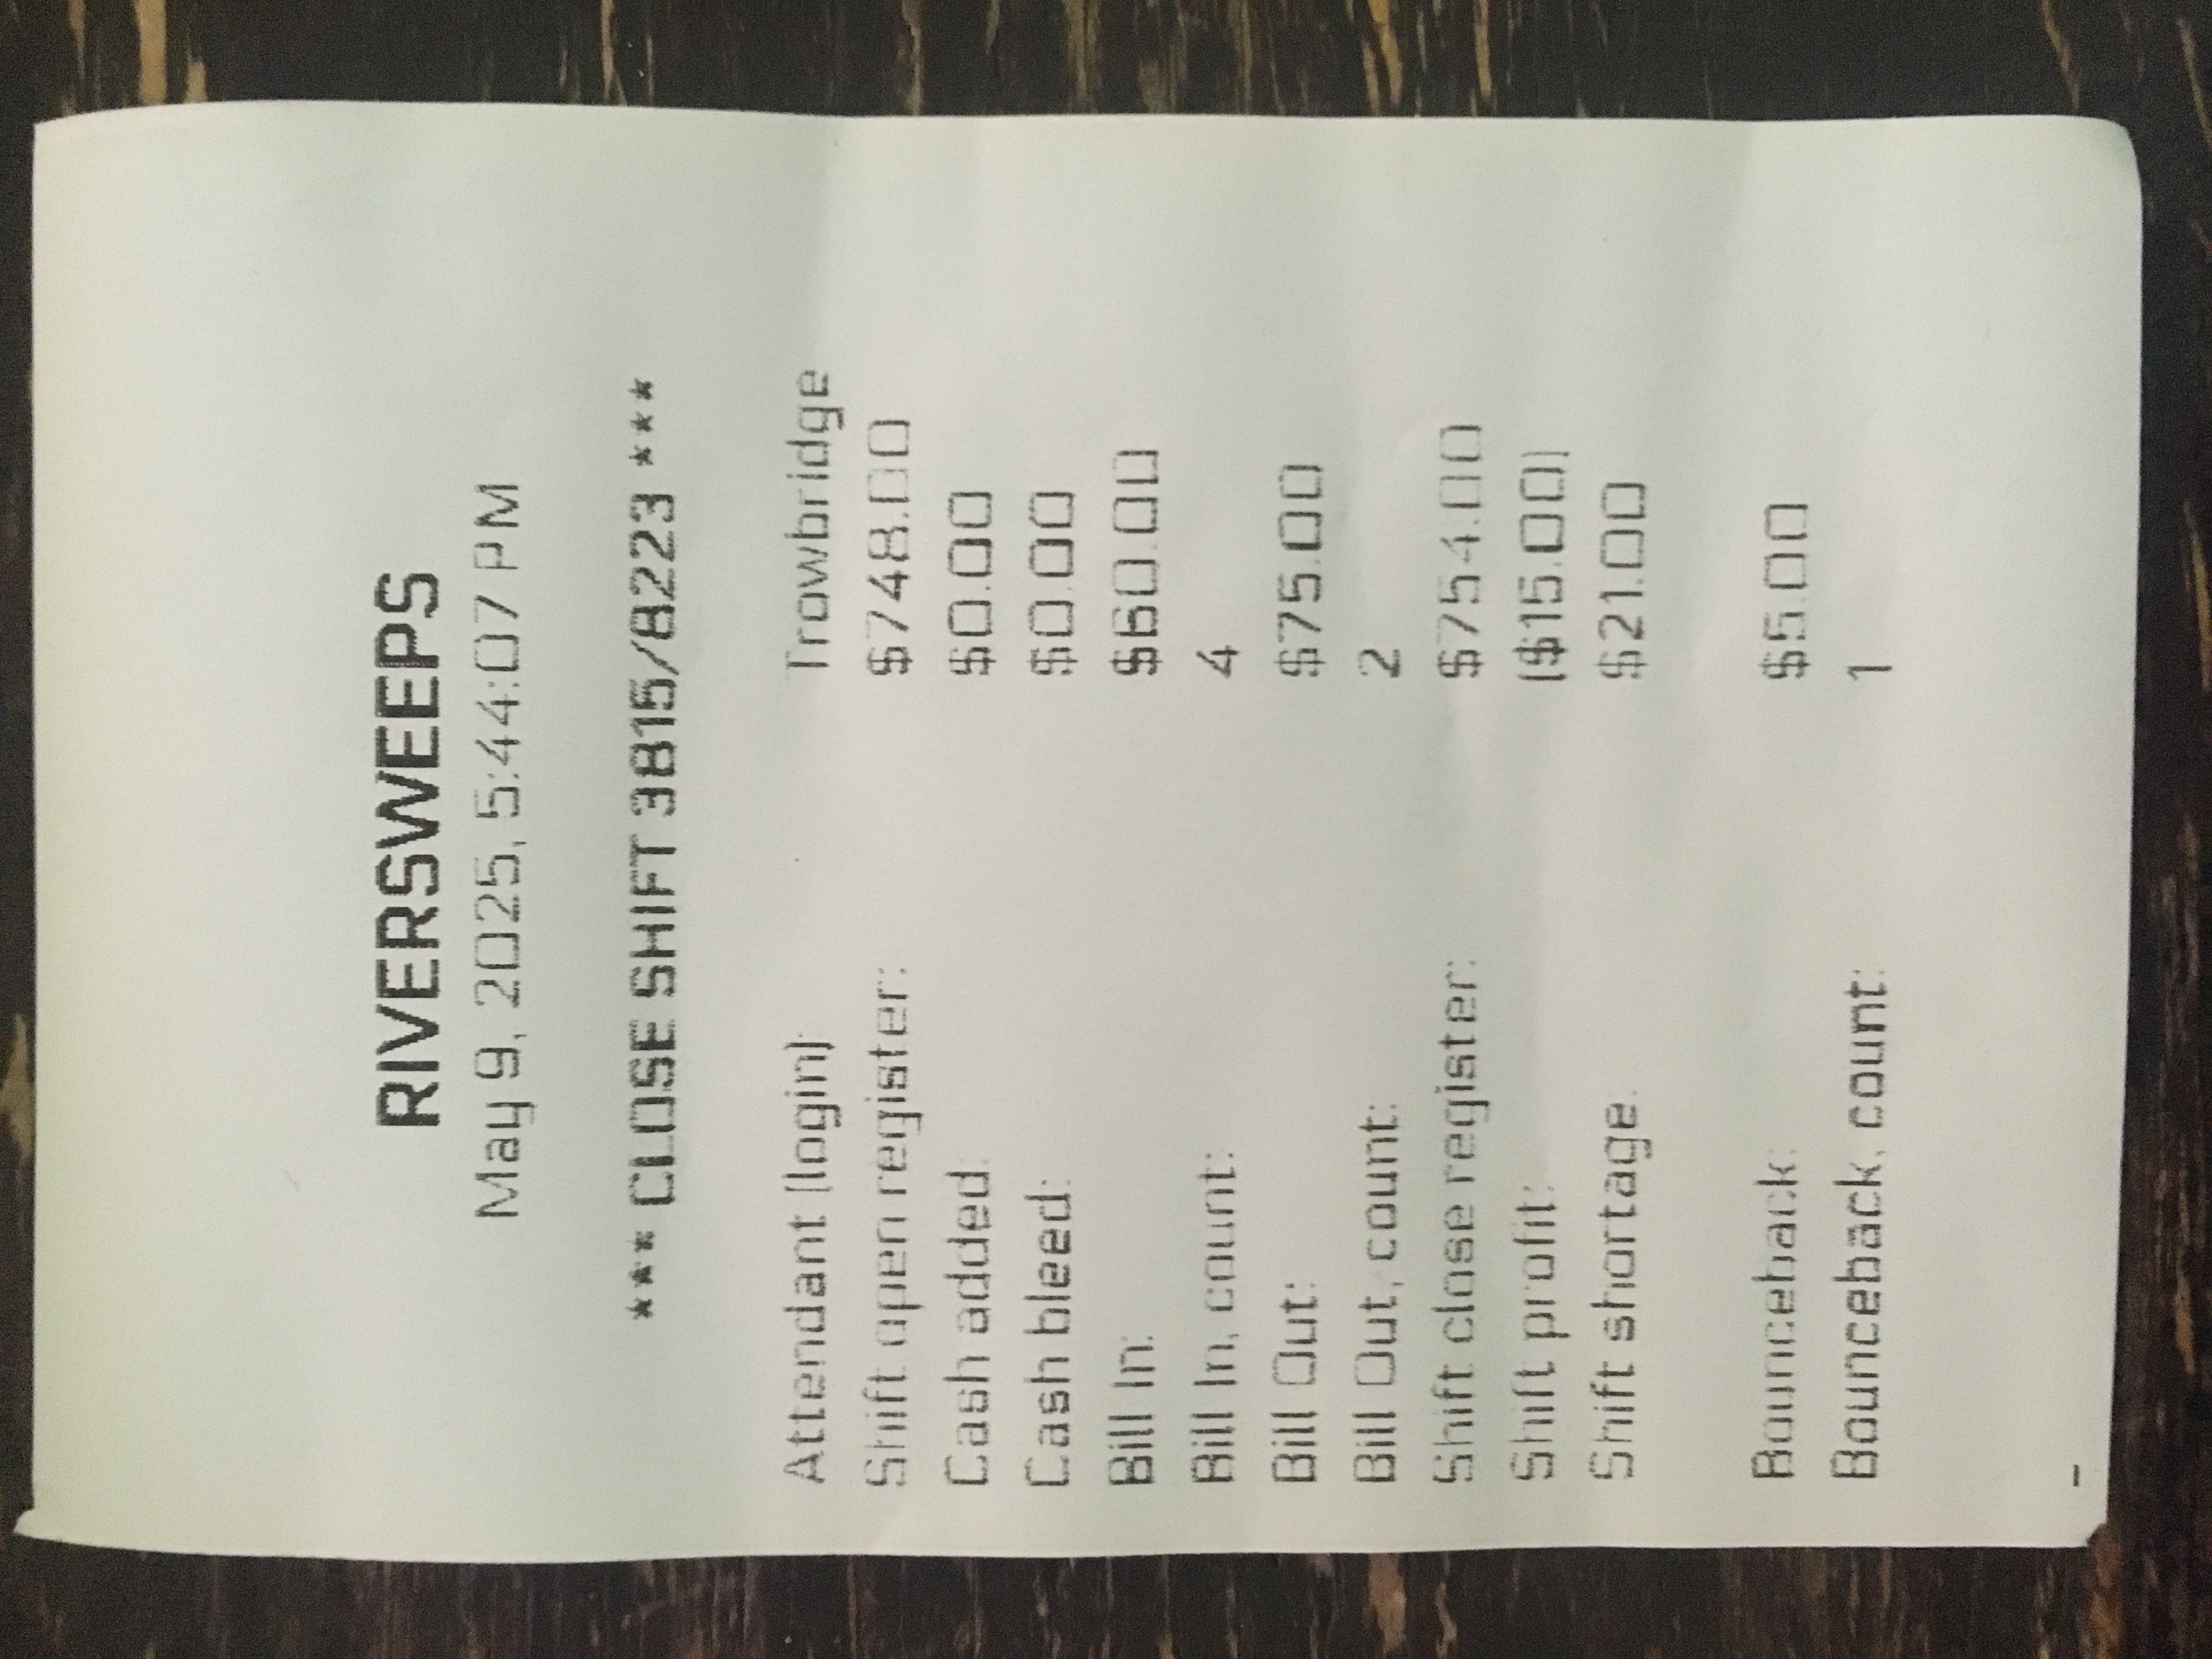 RIVERSWEEPS
May 9, 2025, 5:44:07 PM
*** CLOSE SHIFT 3815/8223 ***
Attendant (login): Trowbridge
Shift open register: $748.00
Cash added: $0.00
Cash bleed: $0.00
Bill In: $60.00
Bill In, count: 4
Bill Out: $75.00
Bill Out, count: 2
Shift close register: $754.00
Shift profit: ($15.00)
Shift shortage: $21.00
Bounceback: $5.00
Bounceback, count: 1